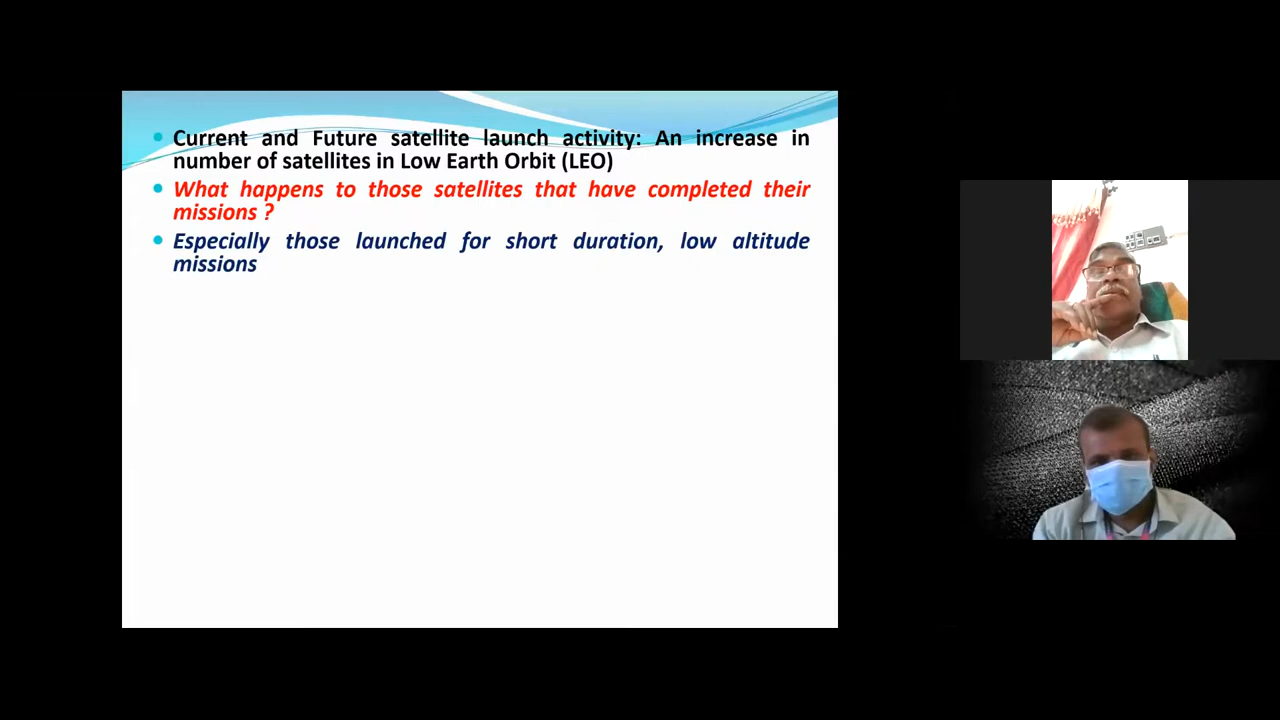 Current and Future satellite launch activity: An increase in
number of satellites in Low Earth Orbit (LEO)
What happens to those satellites that have completed their
missions ?
Especially those launched for short duration, low altitude
missions